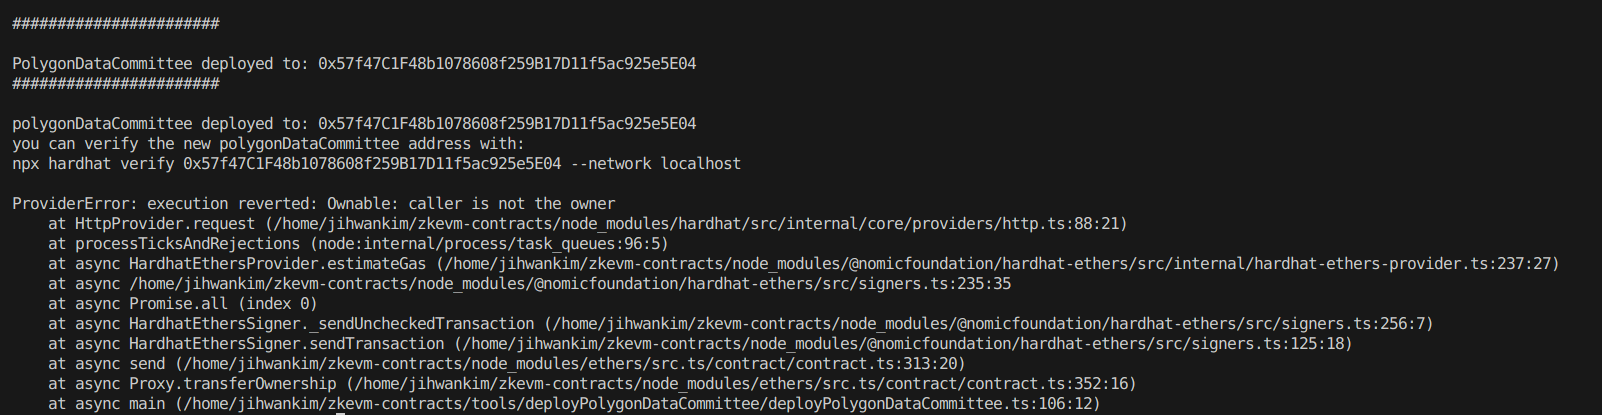 #######################
PolygonDataCommittee deployed to: 0x57f47C1F48b1078608f259B17D11f5ac925e5E04
#######################
polygonDataCommittee deployed to: 0x57f47C1F48b1078608f259B17D11f5ac925e5E04
you can verify the new polygonDataCommittee address with:
npx hardhat verify 0x57f47C1F48b1078608f259B17D11f5ac925e5E04 --network localhost
ProviderError: execution reverted: Ownable: caller is not the owner
at HttpProvider.request (/home/jihwankim/zkevm-contracts/node_modules/hardhat/src/internal/core/providers/http.ts:88:21)
at processTicksAndRejections (node:internal/process/task_queues:96:5)
at async HardhatEthersProvider.estimateGas (/home/jihwankim/zkevm-contracts/node_modules/@nomicfoundation/hardhat-ethers/src/internal/hardhat-ethers-provider.ts:237:27)
at async /home/jihwankim/zkevm-contracts/node_modules/@nomicfoundation/hardhat-ethers/src/signers.ts:235:35
at async Promise.all (index 0)
at async HardhatEthersSigner._sendUncheckedTransaction (/home/jihwankim/zkevm-contracts/node_modules/@nomicfoundation/hardhat-ethers/src/signers.ts:256:7)
at async HardhatEthersSigner.sendTransaction (/home/jihwankim/zkevm-contracts/node_modules/@nomicfoundation/hardhat-ethers/src/signers.ts:125:18)
at async send (/home/jihwankim/zkevm-contracts/node_modules/ethers/src.ts/contract/contract.ts:313:20)
at async Proxy.transferOwnership (/home/jihwankim/zkevm-contracts/node_modules/ethers/src.ts/contract/contract.ts:352:16)
at async main (/home/jihwankim/zkevm-contracts/tools/deployPolygonDataCommittee/deployPolygonDataCommittee.ts:106:12)